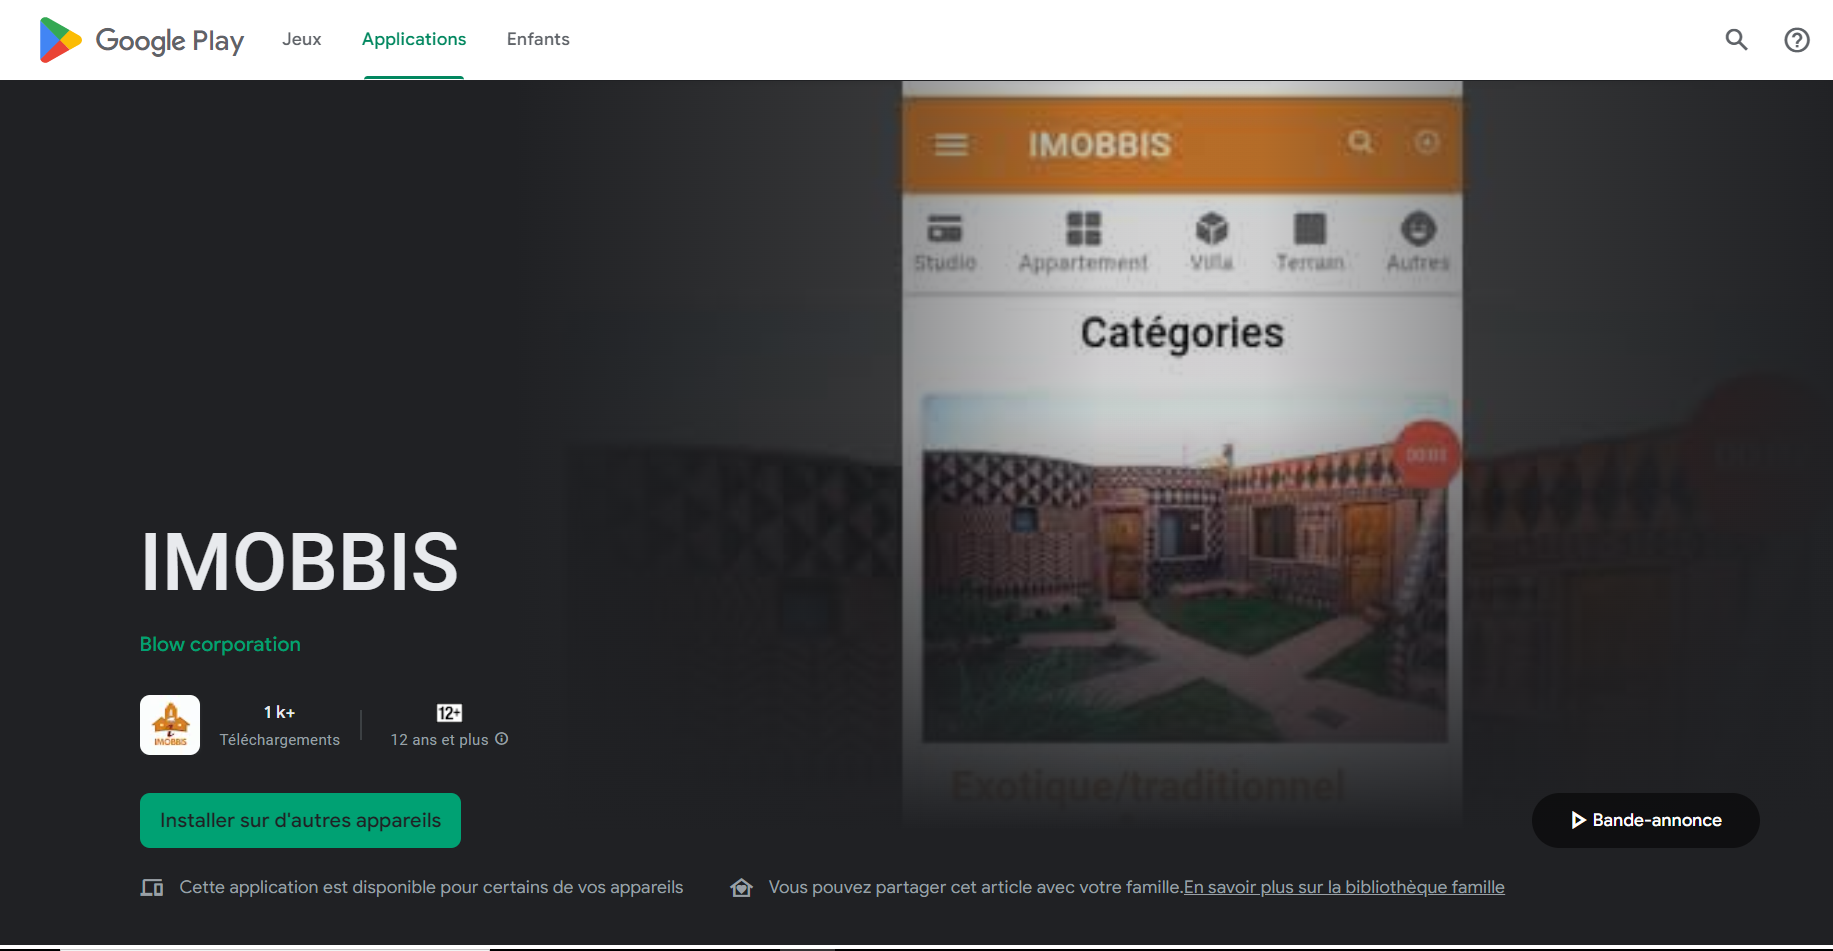 Google Play
Jeux
Applications
Enfants
IMOBBIS
Studio
Appartement
Villa
Terrain
Autres
Catégories
00:03
Exotique/traditionnel
IMOBBIS
Blow corporation
IMOBBIS
1 k+
Téléchargements
12+
12 ans et plus
Installer sur d'autres appareils
Bande-annonce
Cette application est disponible pour certains de vos appareils
Vous pouvez partager cet article avec votre famille.En savoir plus sur la bibliothèque famille